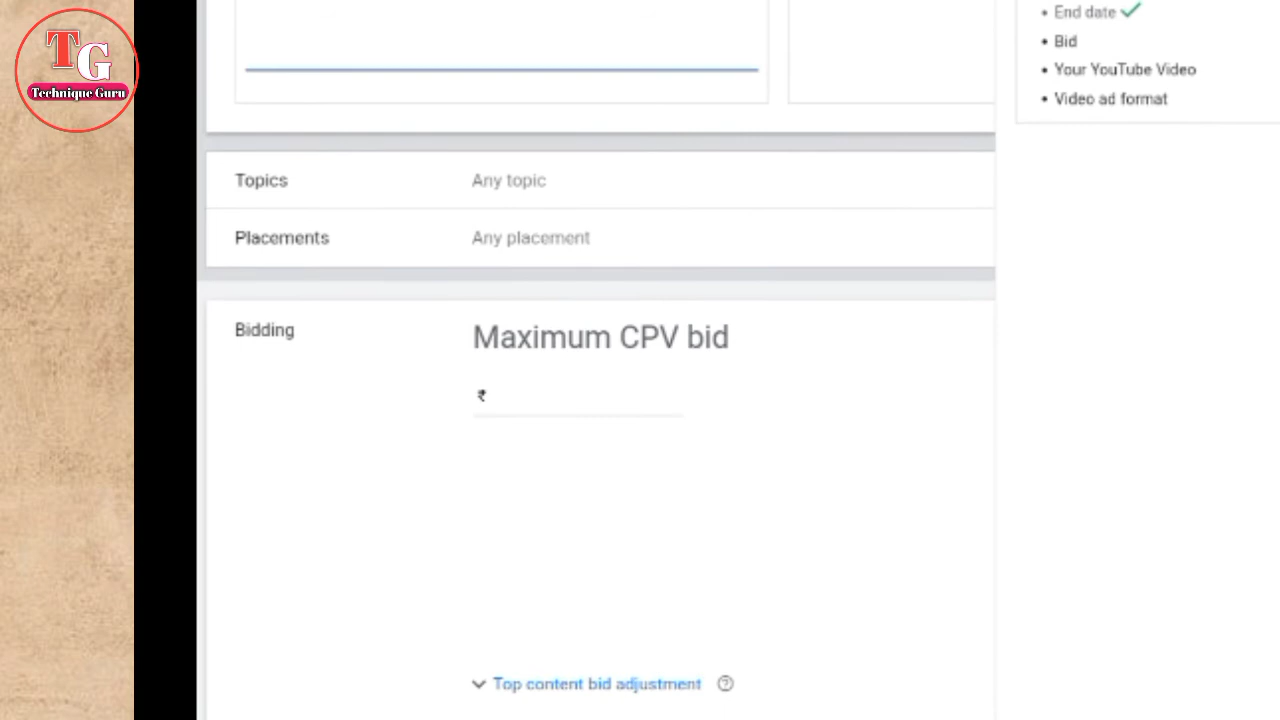 TG
Technique Guru
• End date
• Bid
• Your YouTube Video
• Video ad format
Topics Any topic
Placements Any placement
Bidding Maximum CPV bid
₹
Top content bid adjustment